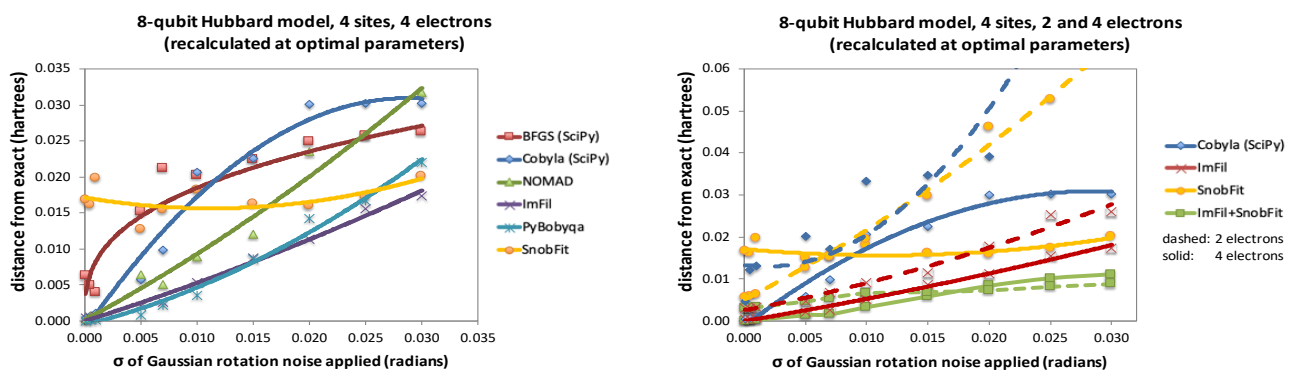 8-qubit Hubbard model, 4 sites, 4 electrons
(recalculated at optimal parameters)
distance from exact (hartrees)
0.035
0.030
0.025
0.020
0.015
0.010
0.005
0.000
0.000 0.005 0.010 0.015 0.020 0.025 0.030 0.035
σ of Gaussian rotation noise applied (radians)
BFGS (SciPy)
Cobyla (SciPy)
NOMAD
ImFil
PyBobyqa
SnobFit
8-qubit Hubbard model, 4 sites, 2 and 4 electrons
(recalculated at optimal parameters)
distance from exact (hartrees)
0.06
0.05
0.04
0.03
0.02
0.01
0.00
0.000 0.005 0.010 0.015 0.020 0.025 0.030
σ of Gaussian rotation noise applied (radians)
Cobyla (SciPy)
ImFil
SnobFit
ImFil+SnobFit
dashed: 2 electrons
solid: 4 electrons